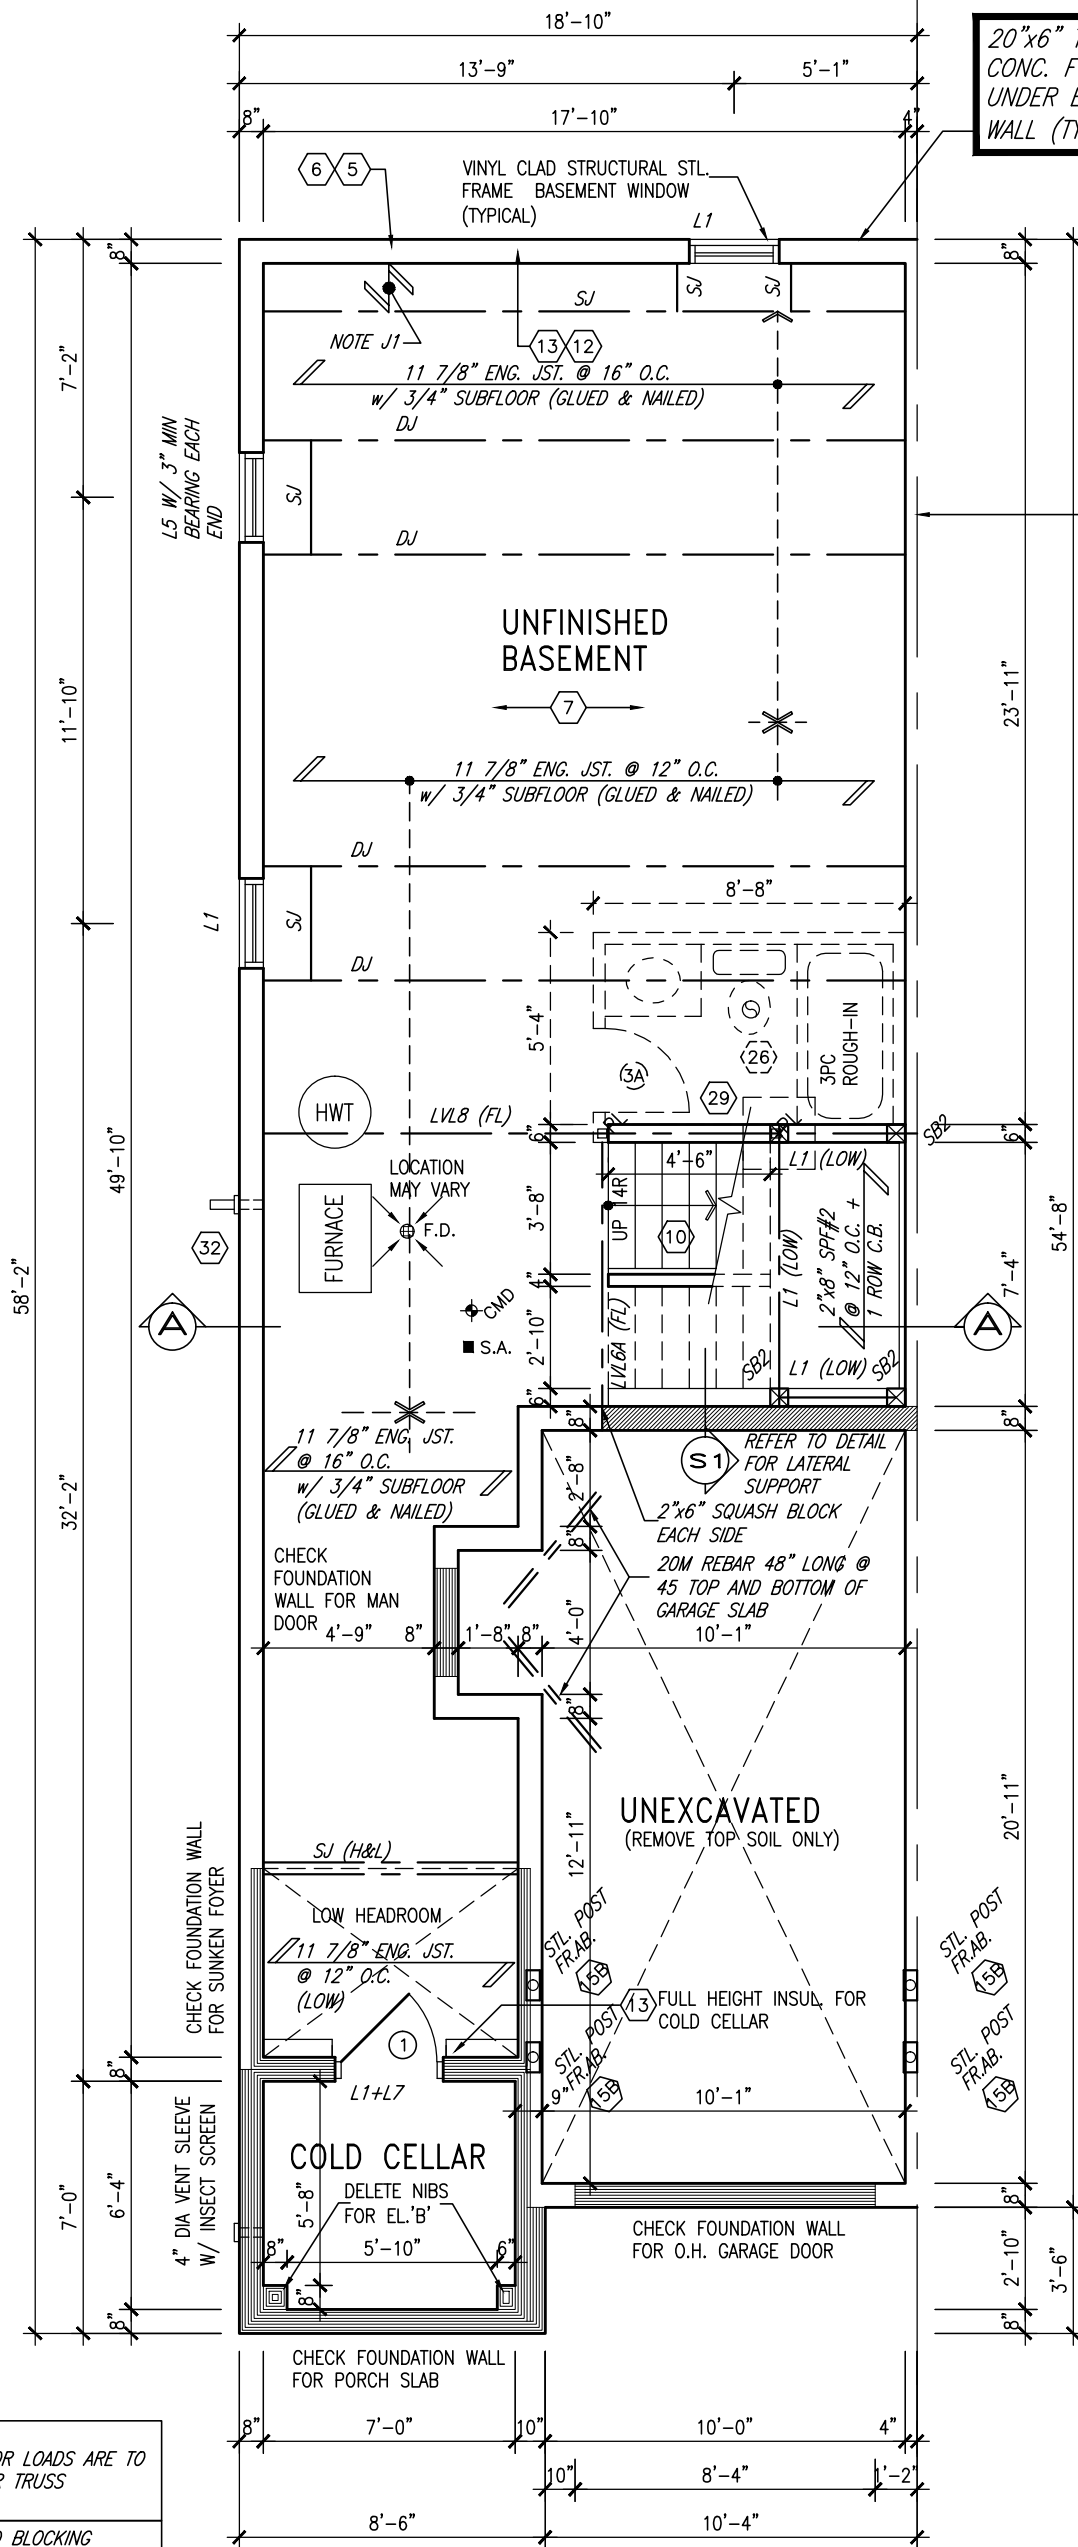 18'-10"
13'-9"
5'-1"
8"
17'-10"
4"
20"x6"
CONC.
UNDER
WALL
6
5
VINYL CLAD STRUCTURAL STL.
FRAME BASEMENT WINDOW
(TYPICAL)
L1
8"
8"
SJ
SJ
SJ
NOTE J1
13
12
11 7/8" ENG. JST. @ 16" O.C.
w/ 3/4" SUBFLOOR (GLUED & NAILED)
7'-2"
DJ
L5 W/ 3" MIN
BEARING EACH
END
SJ
DJ
UNFINISHED
BASEMENT
7
11'-10"
23'-11"
11 7/8" ENG. JST. @ 12" O.C.
w/ 3/4" SUBFLOOR (GLUED & NAILED)
DJ
8'-8"
L1
SJ
DJ
5'-4"
3PC
ROUGH-IN
26
3A
29
HWT
LVL8 (FL)
6"
SB2
6"
49'-10"
LOCATION
MAY VARY
4'-6"
L1 (LOW)
FURNACE
F.D.
3'-8"
UP 14R
10
L1 (LOW)
2"x8" SPF#2
@ 12" O.C. +
1 ROW C.B.
32
58'-2"
54'-8"
7'-4"
4"
CMD
A
A
S.A.
2'-10"
LVL6A (FL)
SB2
L1 (LOW)
SB2
6"
8"
8"
11 7/8" ENG. JST.
@ 16" O.C.
w/ 3/4" SUBFLOOR
(GLUED & NAILED)
S1
REFER TO DETAIL
FOR LATERAL
SUPPORT
2'-8"
2"x6" SQUASH BLOCK
EACH SIDE
32'-2"
8"
CHECK
FOUNDATION
WALL FOR MAN
DOOR
20M REBAR 48" LONG @
45 TOP AND BOTTOM OF
GARAGE SLAB
4'-9"
8"
1'-8"
8"
4'-0"
10'-1"
8"
UNEXCAVATED
(REMOVE TOP SOIL ONLY)
12'-11"
20'-11"
SJ (H&L)
CHECK FOUNDATION WALL
FOR SUNKEN FOYER
LOW HEADROOM
11 7/8" ENG. JST.
@ 12" O.C.
(LOW)
STL. POST
FR.AB.
15B
STL. POST
FR.AB.
15B
13
FULL HEIGHT INSUL. FOR
COLD CELLAR
1
STL. POST
FR.AB.
15B
STL. POST
FR.AB.
15B
8"
L1+L7
9"
10'-1"
4" DIA VENT SLEEVE
W/ INSECT SCREEN
COLD CELLAR
DELETE NIBS
FOR EL.'B'
7'-0"
6'-4"
5'-8"
8"
5'-10"
6"
8"
CHECK FOUNDATION WALL
FOR O.H. GARAGE DOOR
8"
2'-10"
3'-6"
8"
8"
CHECK FOUNDATION WALL
FOR PORCH SLAB
8"
7'-0"
10"
10'-0"
4"
OR LOADS ARE TO
TRUSS
10"
8'-4"
1'-2"
8'-6"
10'-4"
BLOCKING